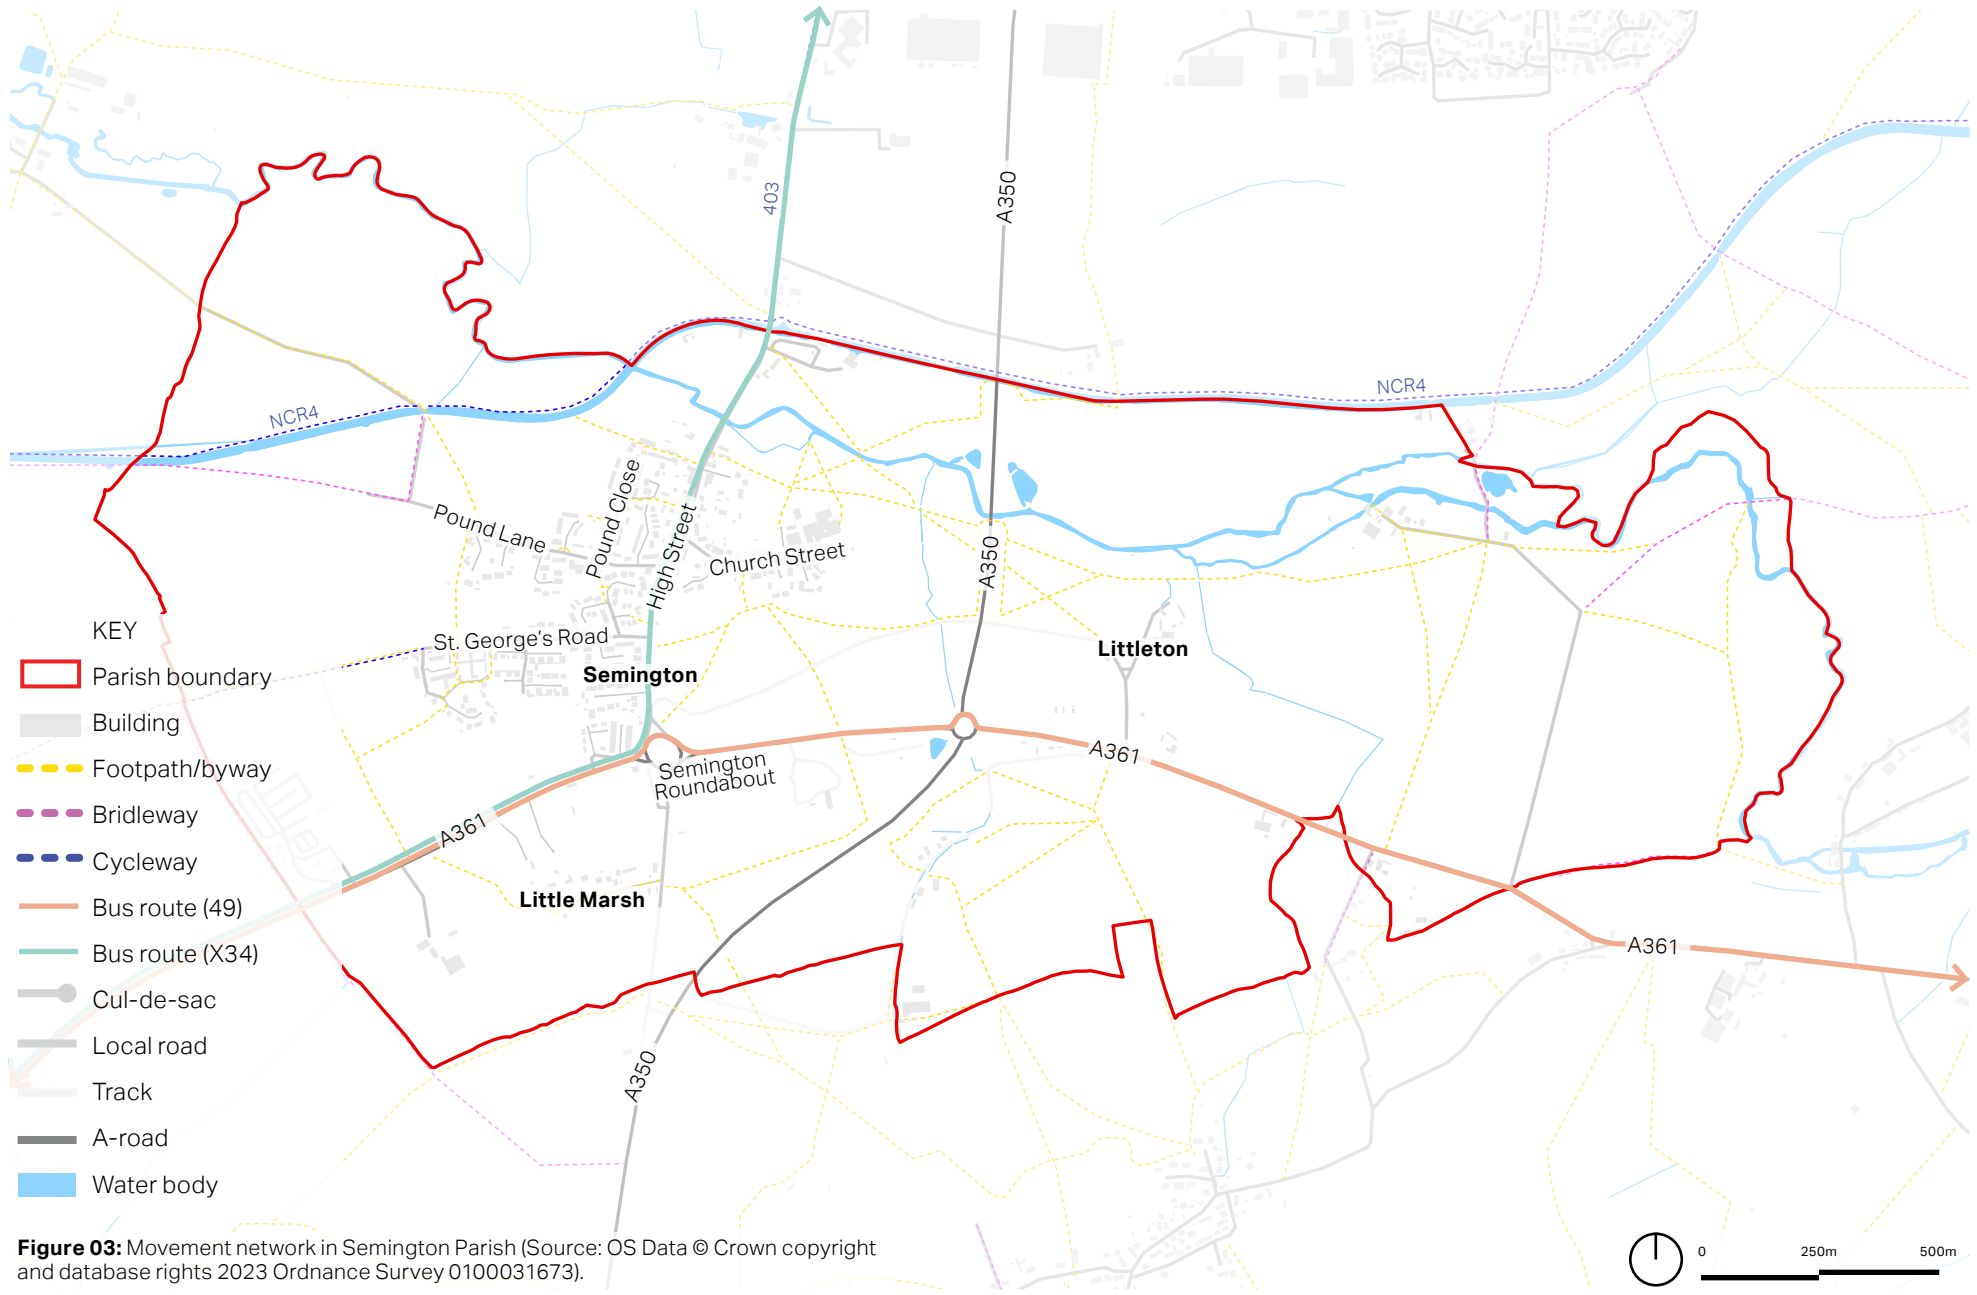 403
A350
NCR4
NCR4
Pound Close
Pound Lane
High Street
Church Street
A350
St. George's Road
Semington
Littleton
Semington
Roundabout
A361
A361
Little Marsh
A361
A350
KEY
Parish boundary
Building
Footpath/byway
Bridleway
Cycleway
Bus route (49)
Bus route (X34)
Cul-de-sac
Local road
Track
A-road
Water body
Figure 03: Movement network in Semington Parish (Source: OS Data © Crown copyright
and database rights 2023 Ordnance Survey 0100031673).
0 250m 500m